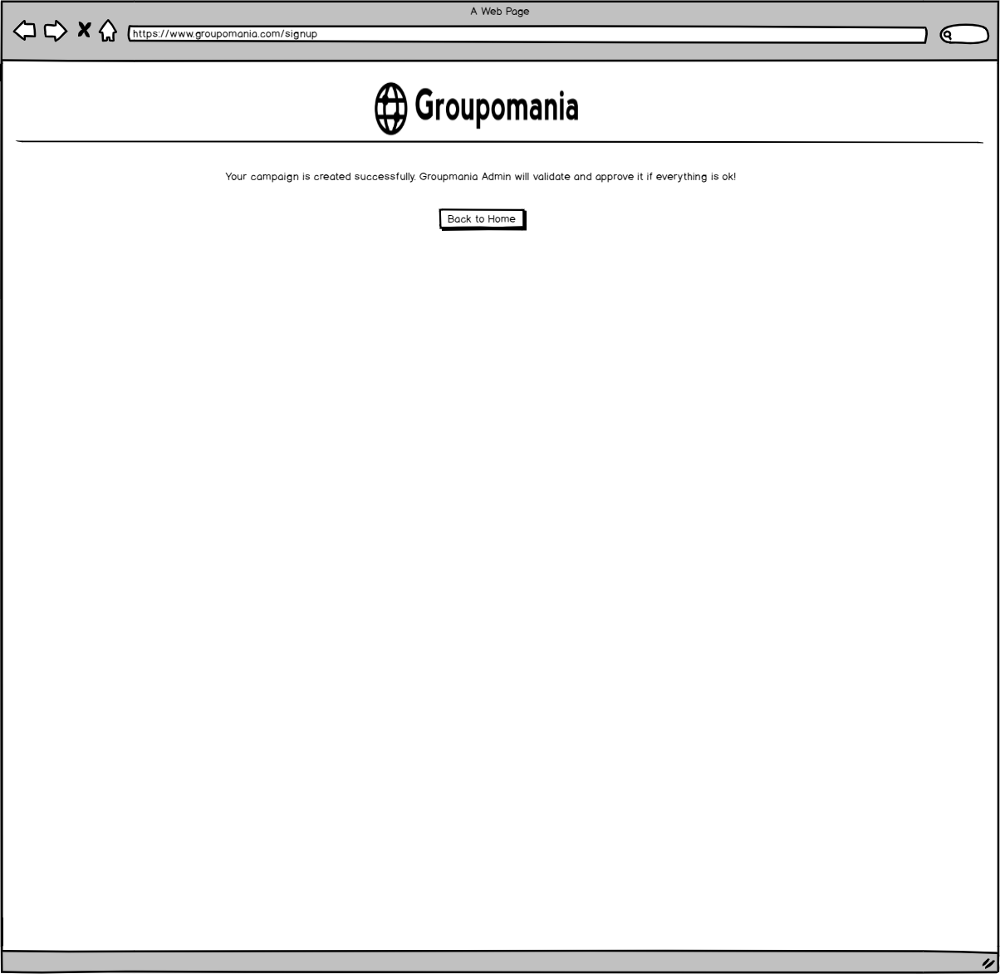 A Web Page
https://www.groupomania.com/signup
Groupomania
Your campaign is created successfully. Groupmania Admin will validate and approve it if everything is ok!
Back to Home